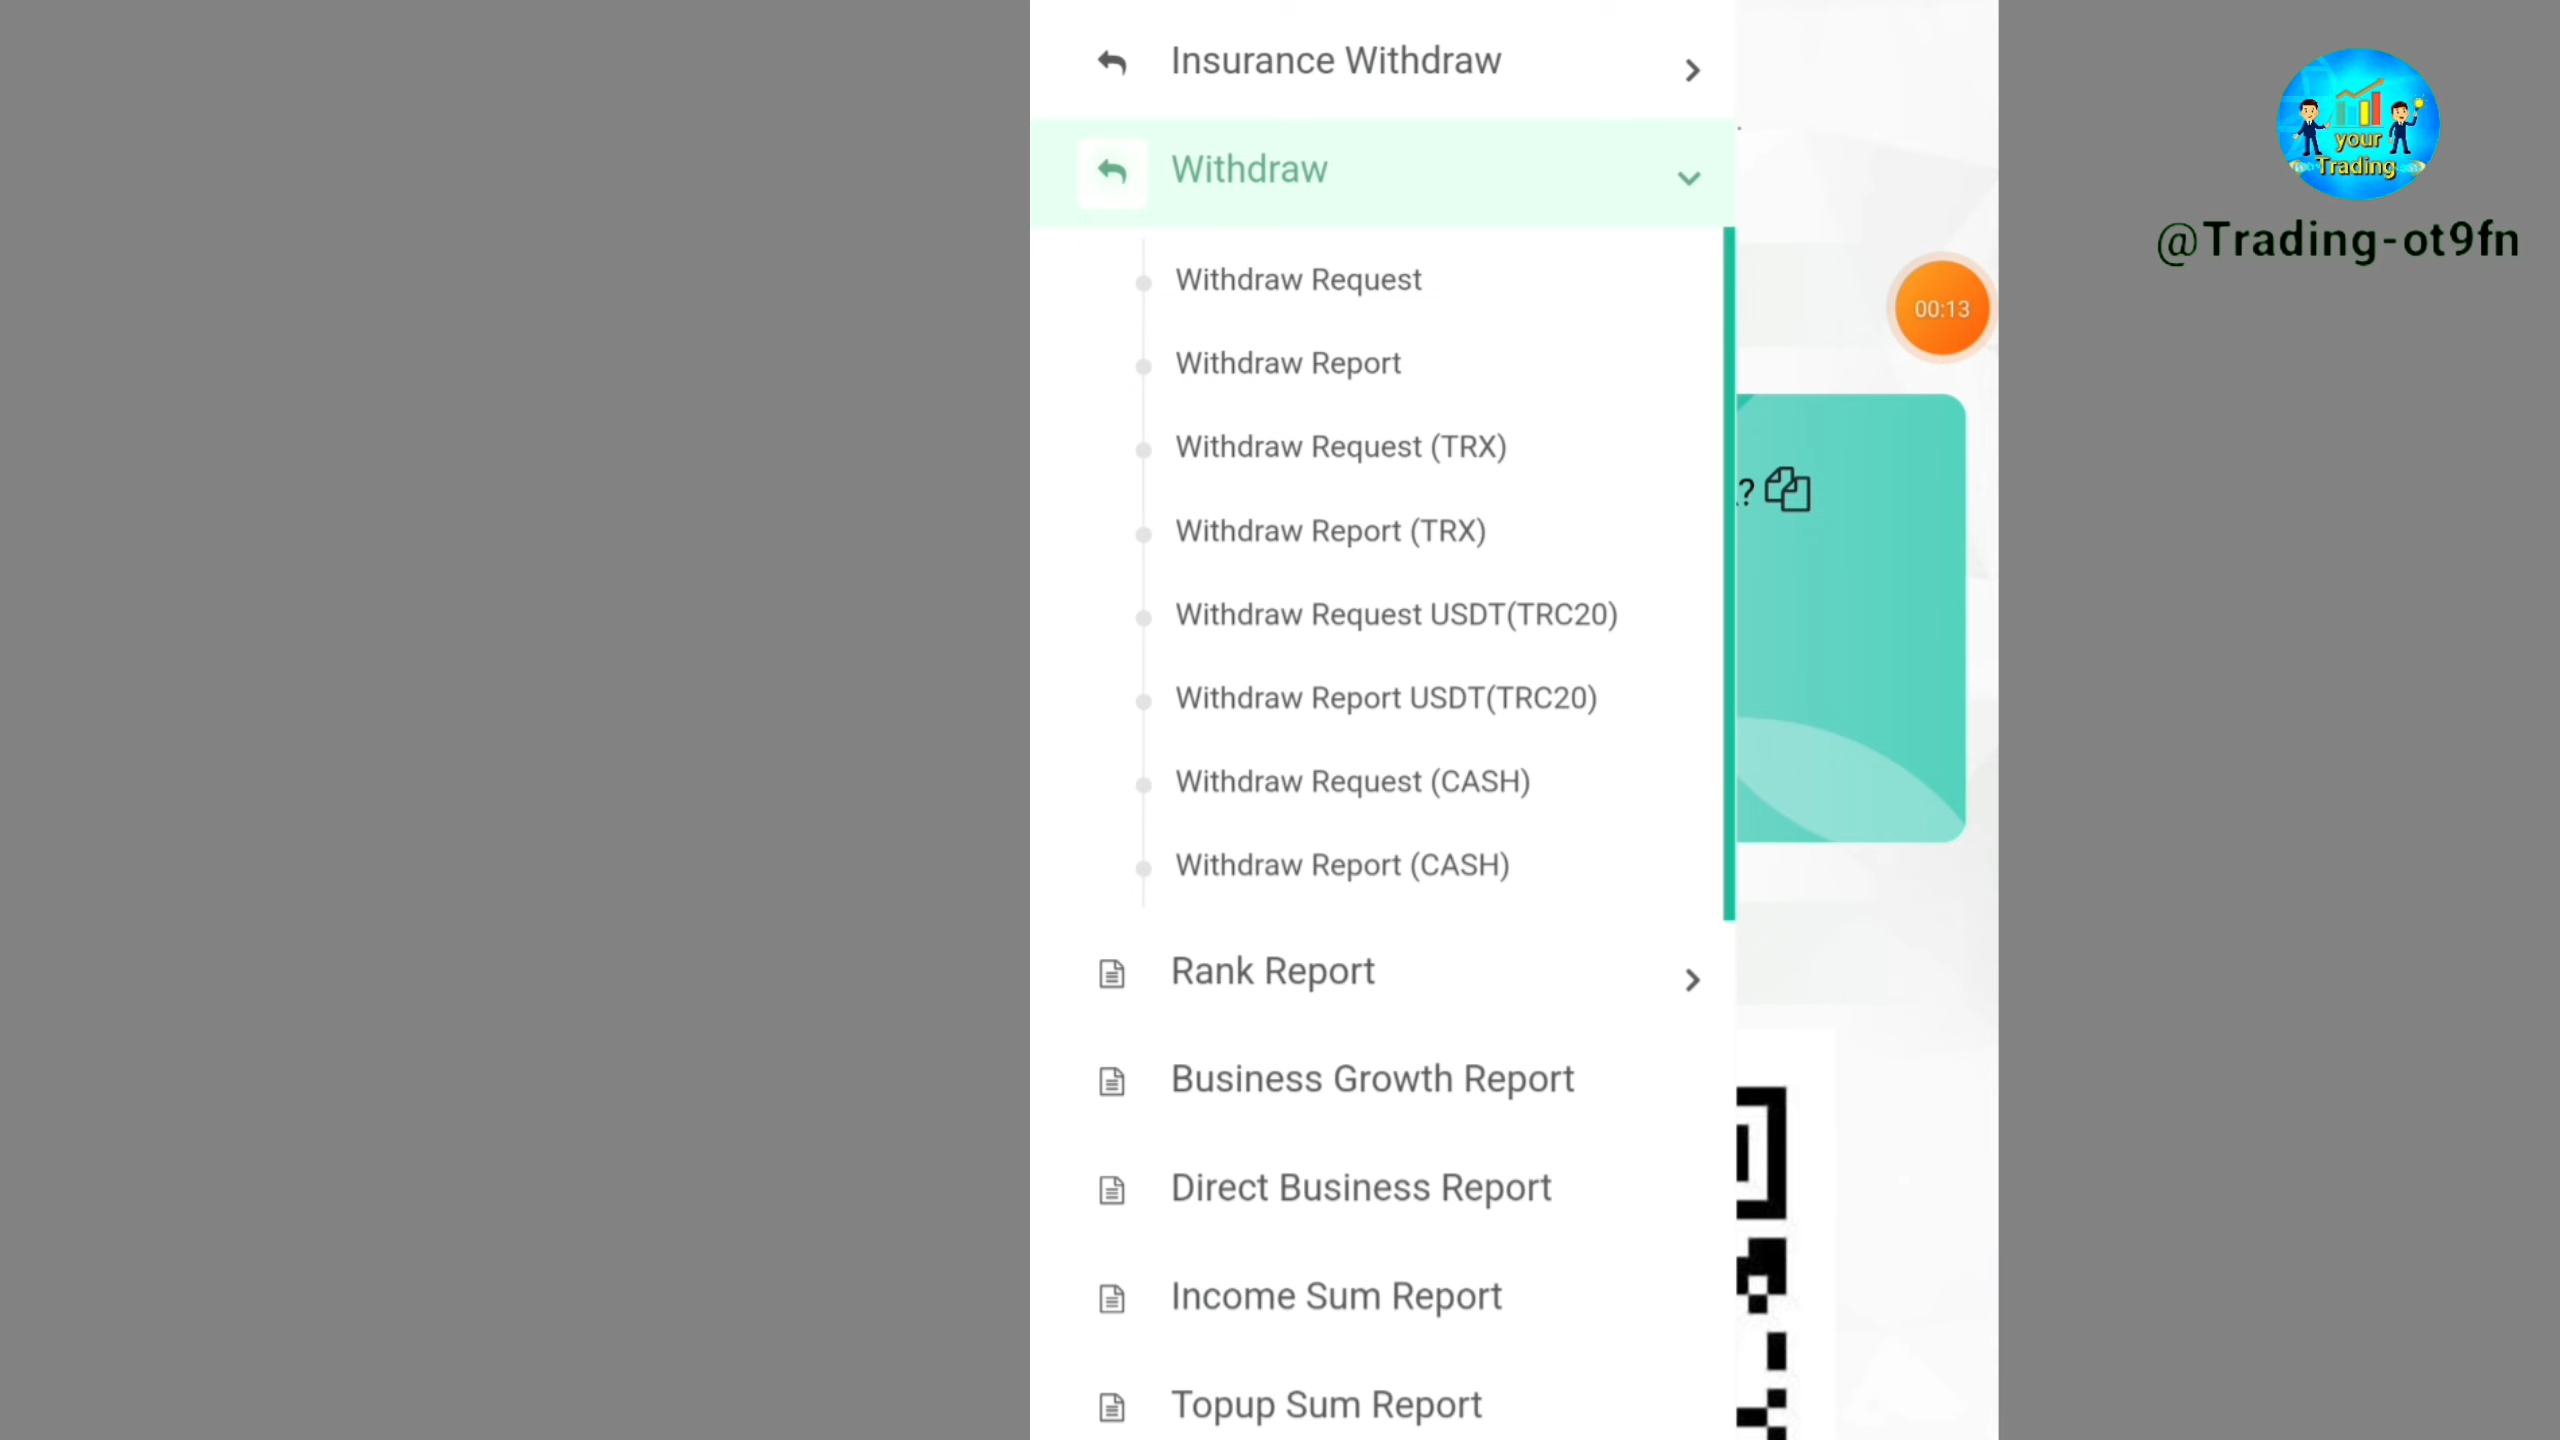 Insurance Withdraw
Withdraw
Withdraw Request
Withdraw Report
Withdraw Request (TRX)
Withdraw Report (TRX)
Withdraw Request USDT(TRC20)
Withdraw Report USDT(TRC20)
Withdraw Request (CASH)
Withdraw Report (CASH)
Rank Report
Business Growth Report
Direct Business Report
Income Sum Report
Topup Sum Report
?
00:13
your
Trading
@Trading-ot9fn